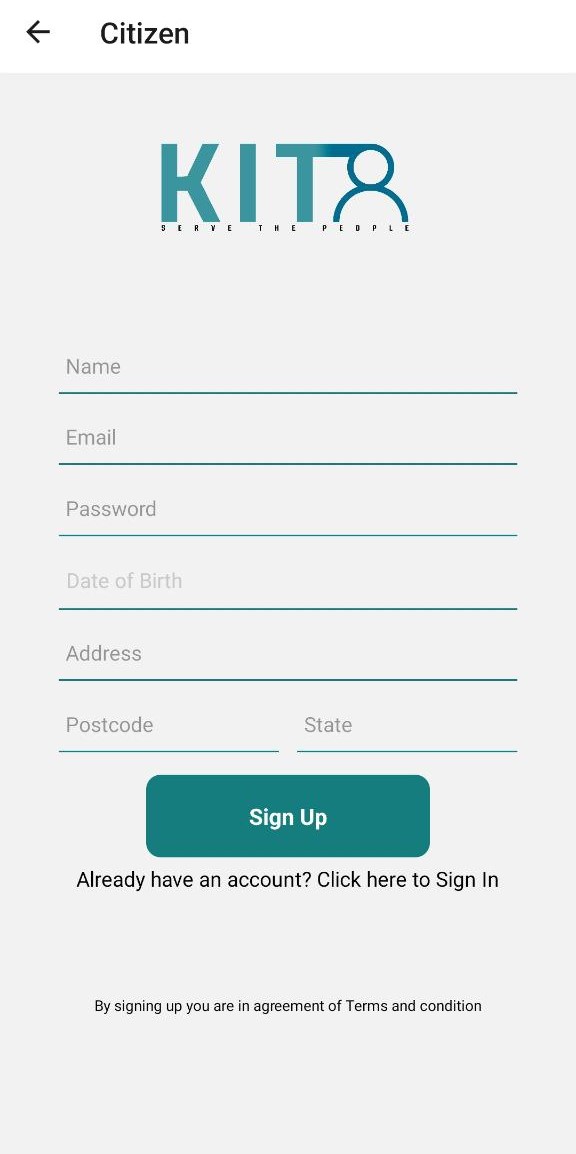 Citizen
KIT
SERVE THE PEOPLE
Name
Email
Password
Date of Birth
Address
Postcode State
Sign Up
Already have an account? Click here to Sign In
By signing up you are in agreement of Terms and condition